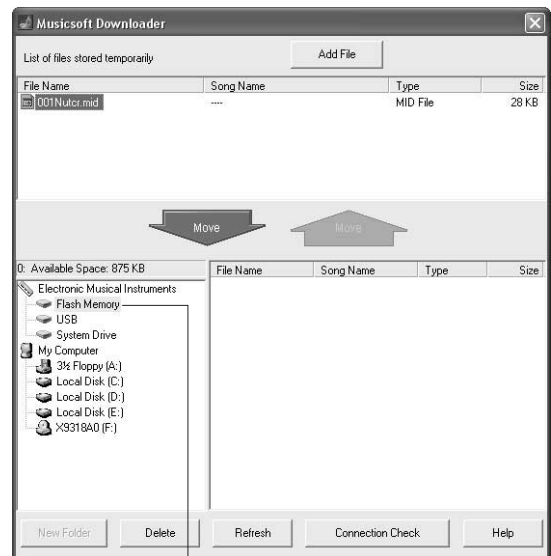 Musicsoft Downloader
List of files stored temporarily
Add File
File Name Song Name Type Size
001Nutcr.mid ---- MID File 28 KB
Move Move
0: Available Space: 875 KB
File Name Song Name Type Size
Electronic Musical Instruments
Flash Memory
USB
System Drive
My Computer
3½ Floppy (A:)
Local Disk (C:)
Local Disk (D:)
Local Disk (E:)
X9318A0 (F:)
New Folder Delete Refresh Connection Check Help